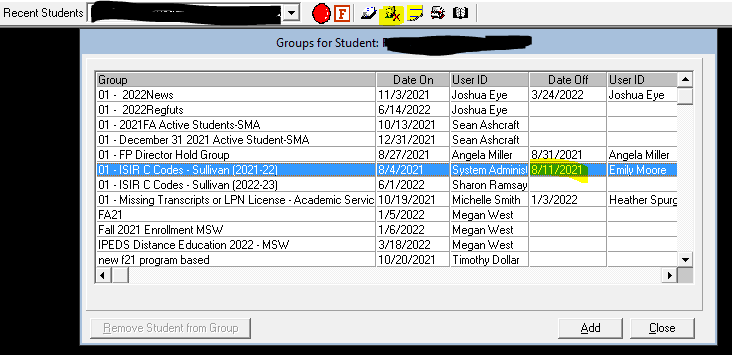 Recent Students
F
Groups for Student:
Group Date On User ID Date Off User ID
01 - 2022News 11/3/2021 Joshua Eye 3/24/2022 Joshua Eye
01 - 2022Regfuts 6/14/2022 Joshua Eye
01 - 2021FA Active Students-SMA 10/13/2021 Sean Ashcraft
01 - December 31 2021 Active Student-SMA 12/31/2021 Sean Ashcraft
01 - FP Director Hold Group 8/27/2021 Angela Miller 8/31/2021 Angela Miller
01 - ISIR C Codes - Sullivan (2021-22) 8/4/2021 System Administ 8/11/2021 Emily Moore
01 - ISIR C Codes - Sullivan (2022-23) 6/1/2022 Sharon Ramsay
01 - Missing Transcripts or LPN License - Academic Servic 10/19/2021 Michelle Smith 1/3/2022 Heather Spurg
FA21 1/5/2022 Megan West
Fall 2021 Enrollment MSW 1/6/2022 Megan West
IPEDS Distance Education 2022 - MSW 3/18/2022 Megan West
new f21 program based 10/20/2021 Timothy Dollar
Remove Student from Group Add Close